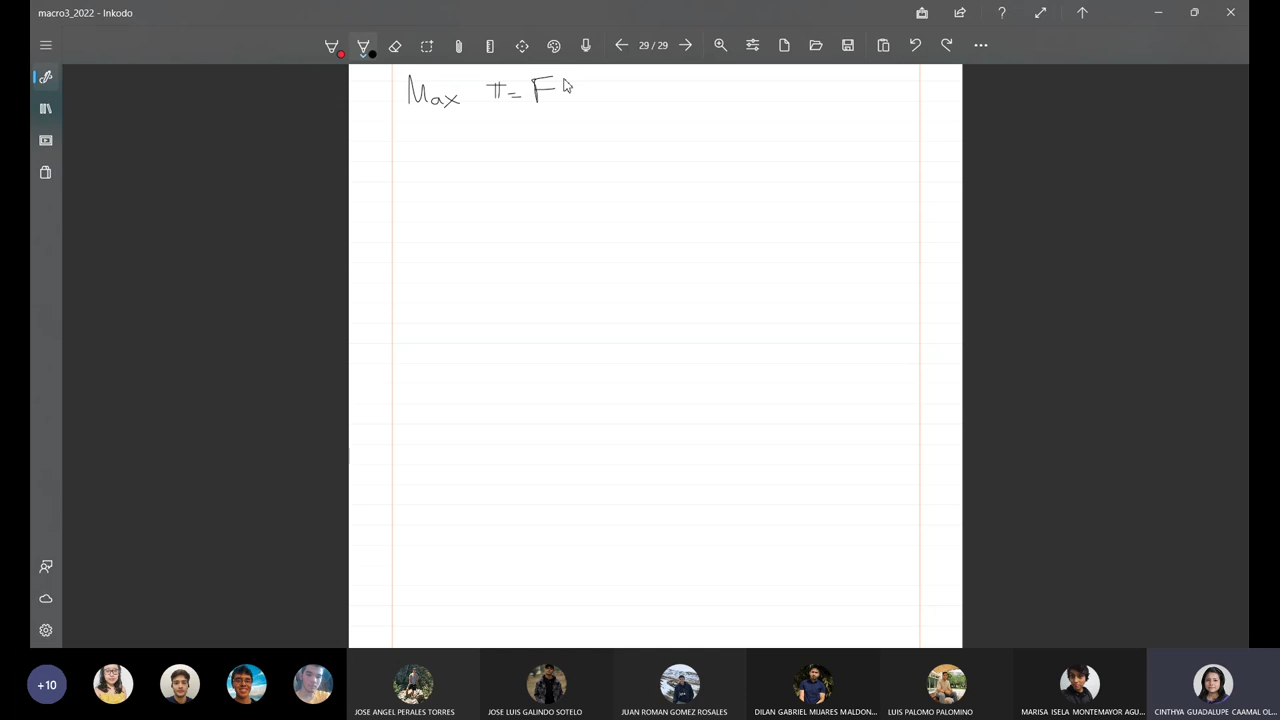 macro3_2022 - Inkodo
29 / 29
Max π = F
+10
JOSE ANGEL PERALES TORRES
JOSE LUIS GALINDO SOTELO
JUAN ROMAN GOMEZ ROSALES
DILAN GABRIEL MIJARES MALDON...
LUIS PALOMO PALOMINO
MARISA ISELA MONTEMAYOR AGU...
CINTHYA GUADALUPE CAAMAL OL...